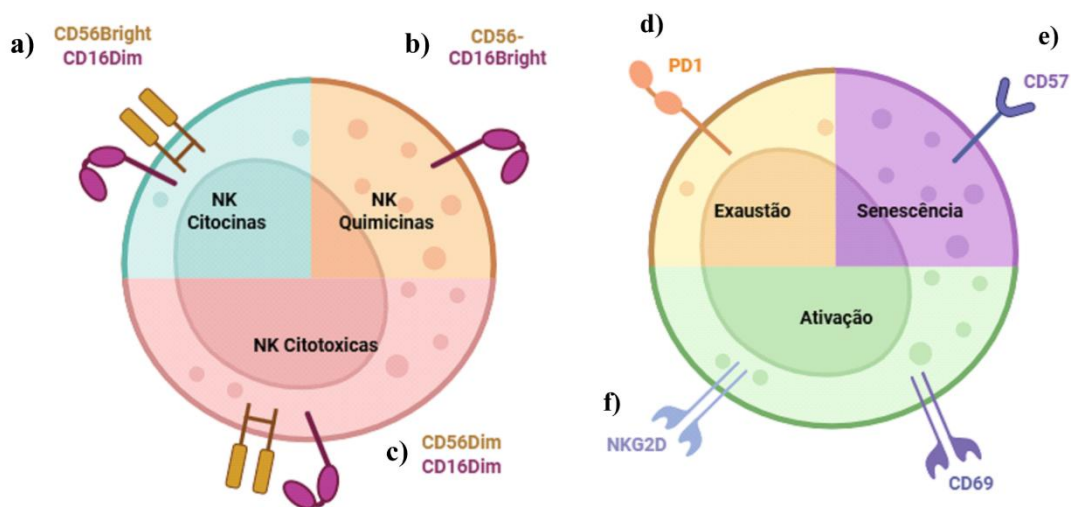 a)
CD56Bright
CD16Dim
b)
CD56-
CD16Bright
NK
Citocinas
NK
Quimicinas
NK Citotoxicas
c)
CD56Dim
CD16Dim
d)
PD1
e)
CD57
Exaustão
Senescência
Ativação
f)
NKG2D
CD69